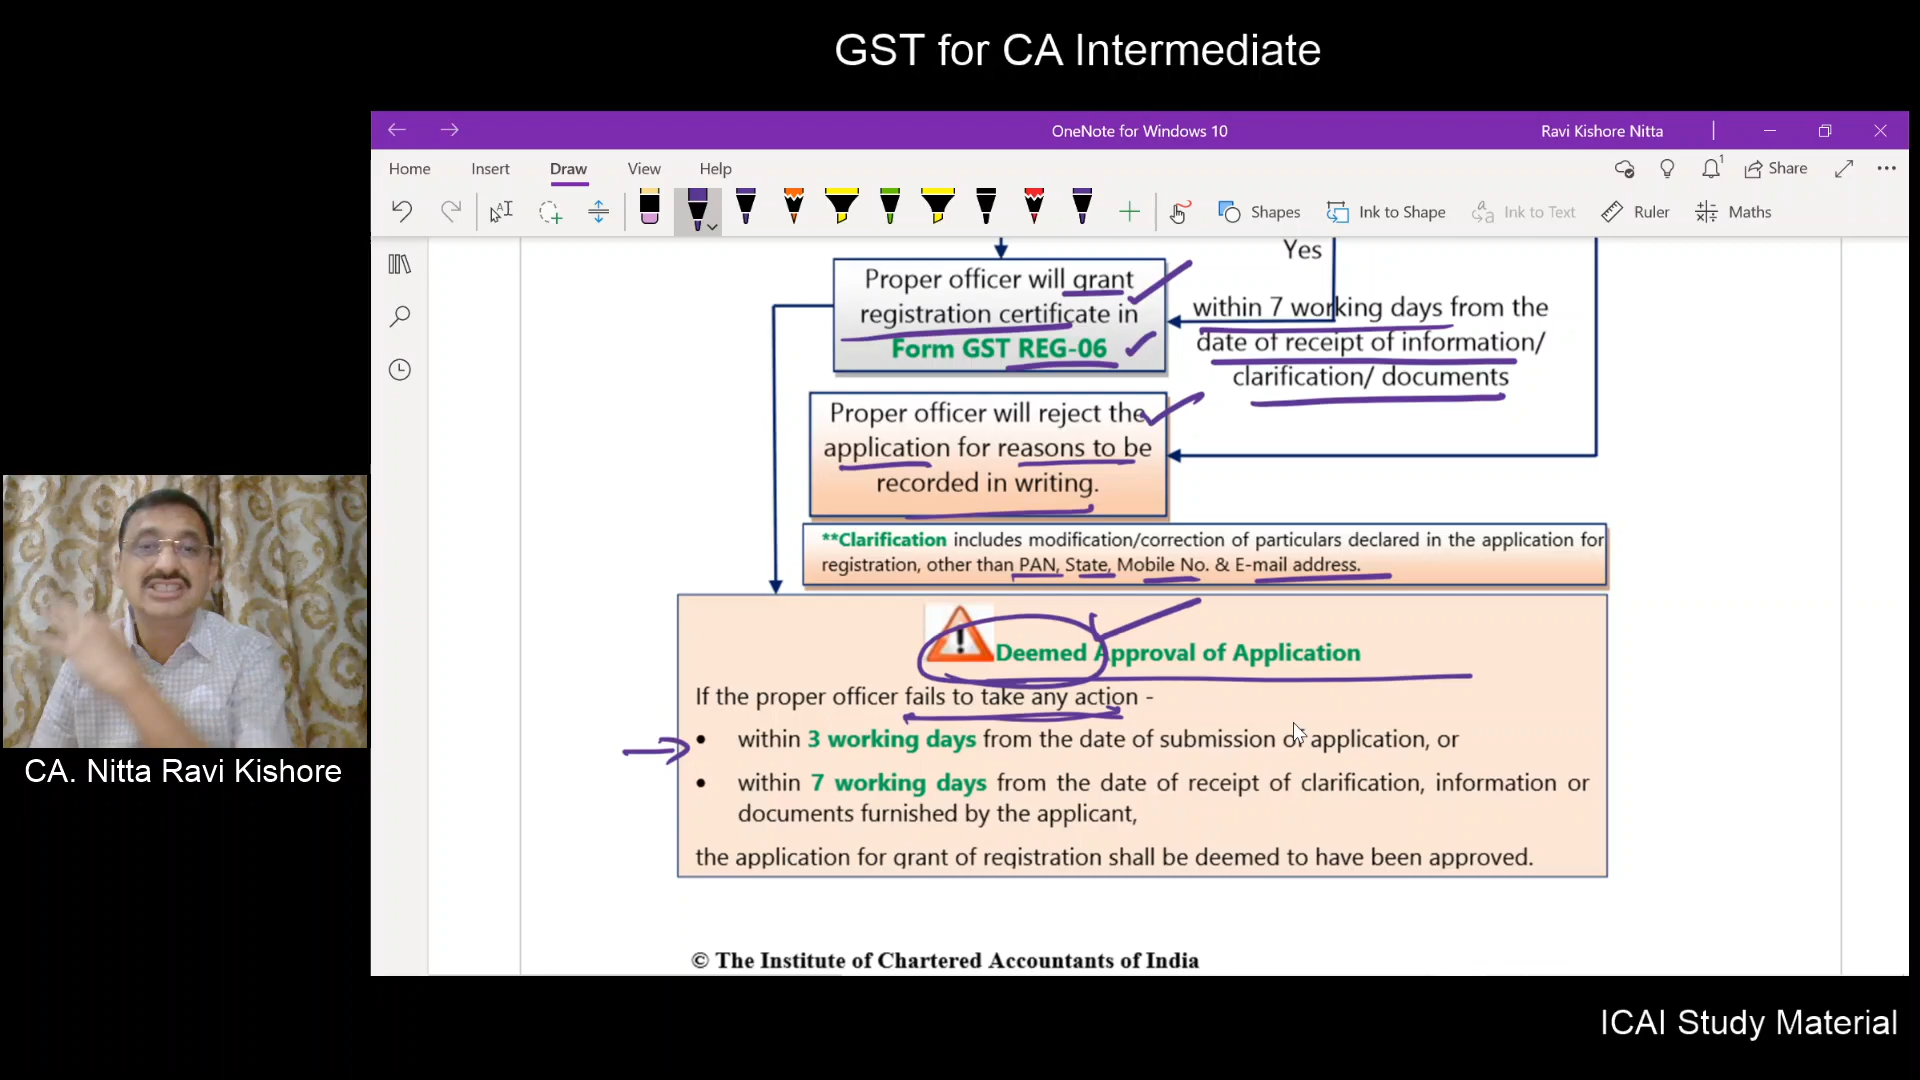 GST for CA Intermediate
OneNote for Windows 10
Ravi Kishore Nitta
Home Insert Draw View Help
1
Share
Shapes
Ink to Shape
Ink to Text
Ruler
Maths
Yes
Proper officer will grant
registration certificate in
Form GST REG-06
within 7 working days from the
date of receipt of information/
clarification/ documents
Proper officer will reject the
application for reasons to be
recorded in writing.
**Clarification includes modification/correction of particulars declared in the application for
registration, other than PAN, State, Mobile No. & E-mail address.
Deemed Approval of Application
If the proper officer fails to take any action -
• within 3 working days from the date of submission of application, or
• within 7 working days from the date of receipt of clarification, information or
documents furnished by the applicant,
the application for grant of registration shall be deemed to have been approved.
© The Institute of Chartered Accountants of India
CA. Nitta Ravi Kishore
ICAI Study Material